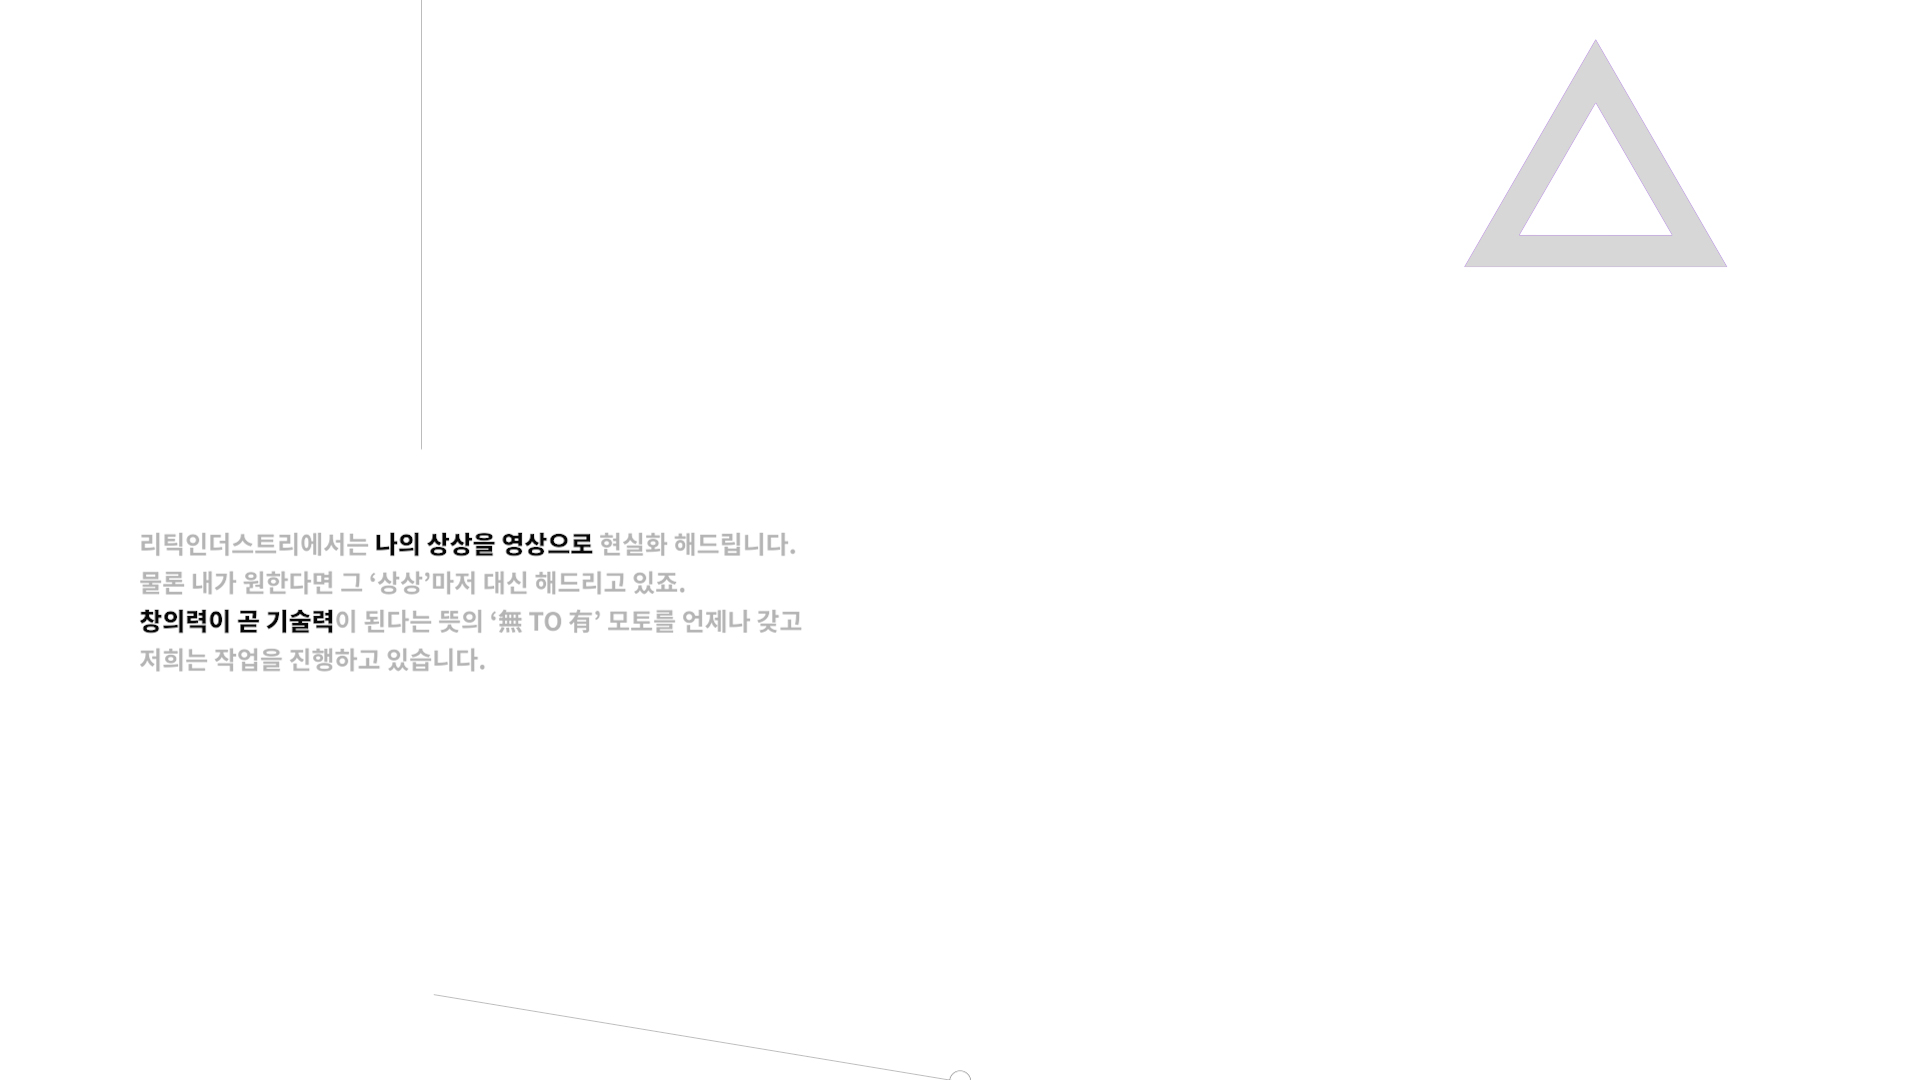 리틱인더스트리에서는 나의 상상을 영상으로 현실화 해드립니다.
물론 내가 원한다면 그 ‘상상’마저 대신 해드리고 있죠.
창의력이 곧 기술력이 된다는 뜻의 ‘無 TO 有’ 모토를 언제나 갖고
저희는 작업을 진행하고 있습니다.